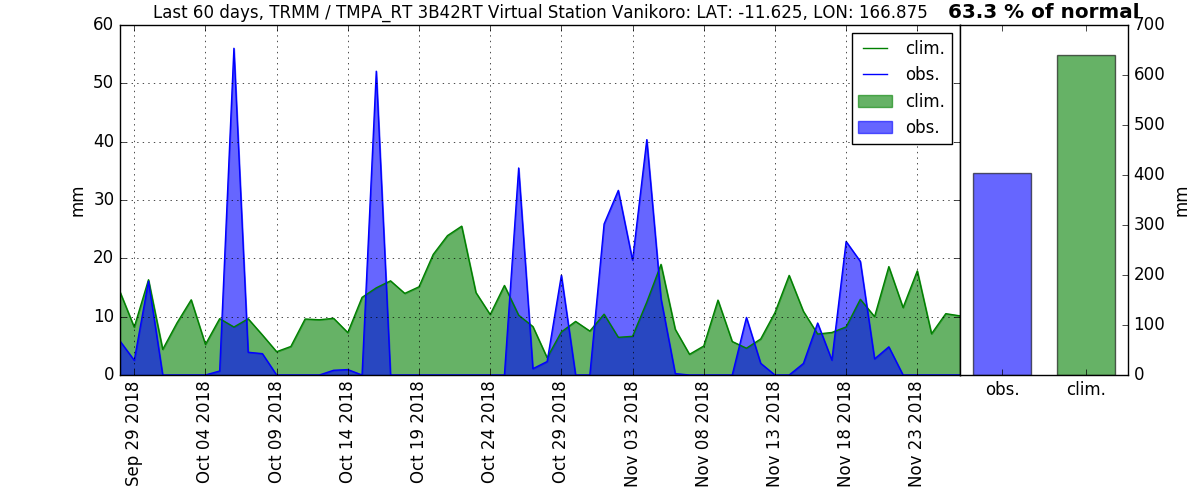 Last 60 days, TRMM / TMPA_RT 3B42RT Virtual Station Vanikoro: LAT: -11.625, LON: 166.875
63.3 % of normal
60
50
40
30
20
10
0
mm
clim.
obs.
clim.
obs.
Sep 29 2018
Oct 04 2018
Oct 09 2018
Oct 14 2018
Oct 19 2018
Oct 24 2018
Oct 29 2018
Nov 03 2018
Nov 08 2018
Nov 13 2018
Nov 18 2018
Nov 23 2018
700
600
500
400
300
200
100
0
mm
obs.
clim.